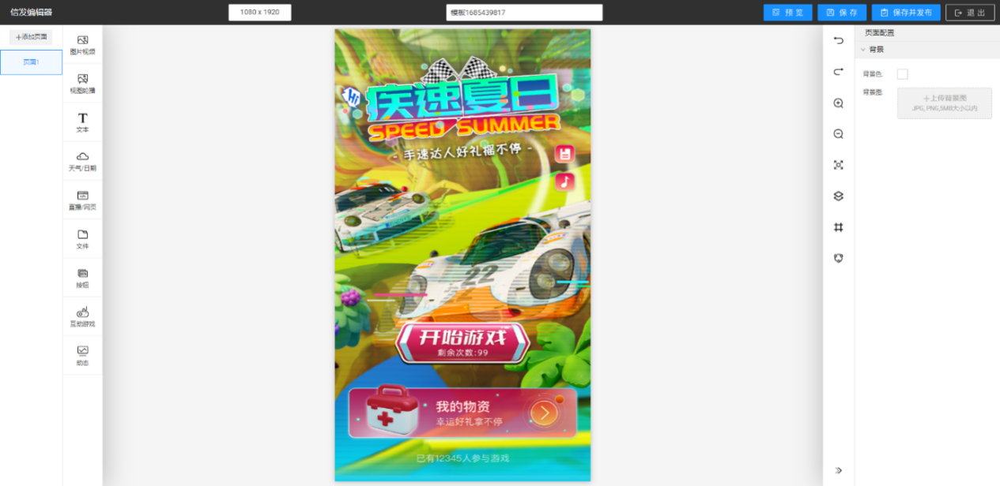 信发编辑器
1080 x 1920
模板1685439817
预 览
保 存
保存并发布
退 出
+添加页面
页面1
图片视频
视图轮播
T
文本
天气/日期
直播/网页
文件
按钮
互动游戏
动态
Hi
疾速夏日
SPEED SUMMER
- 手速达人好礼摇不停 -
22
开始游戏
剩余次数:99
我的物资
幸运好礼拿不停
已有12345人参与游戏
页面配置
背景
背景色:
背景图:
+上传背景图
JPG, PNG,5MB大小以内